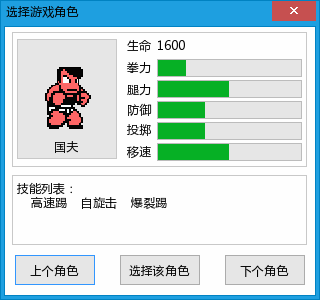 选择游戏角色
国夫
生命 1600
拳力
腿力
防御
投掷
移速
技能列表：
高速踢 自旋击 爆裂踢
上个角色 选择该角色 下个角色